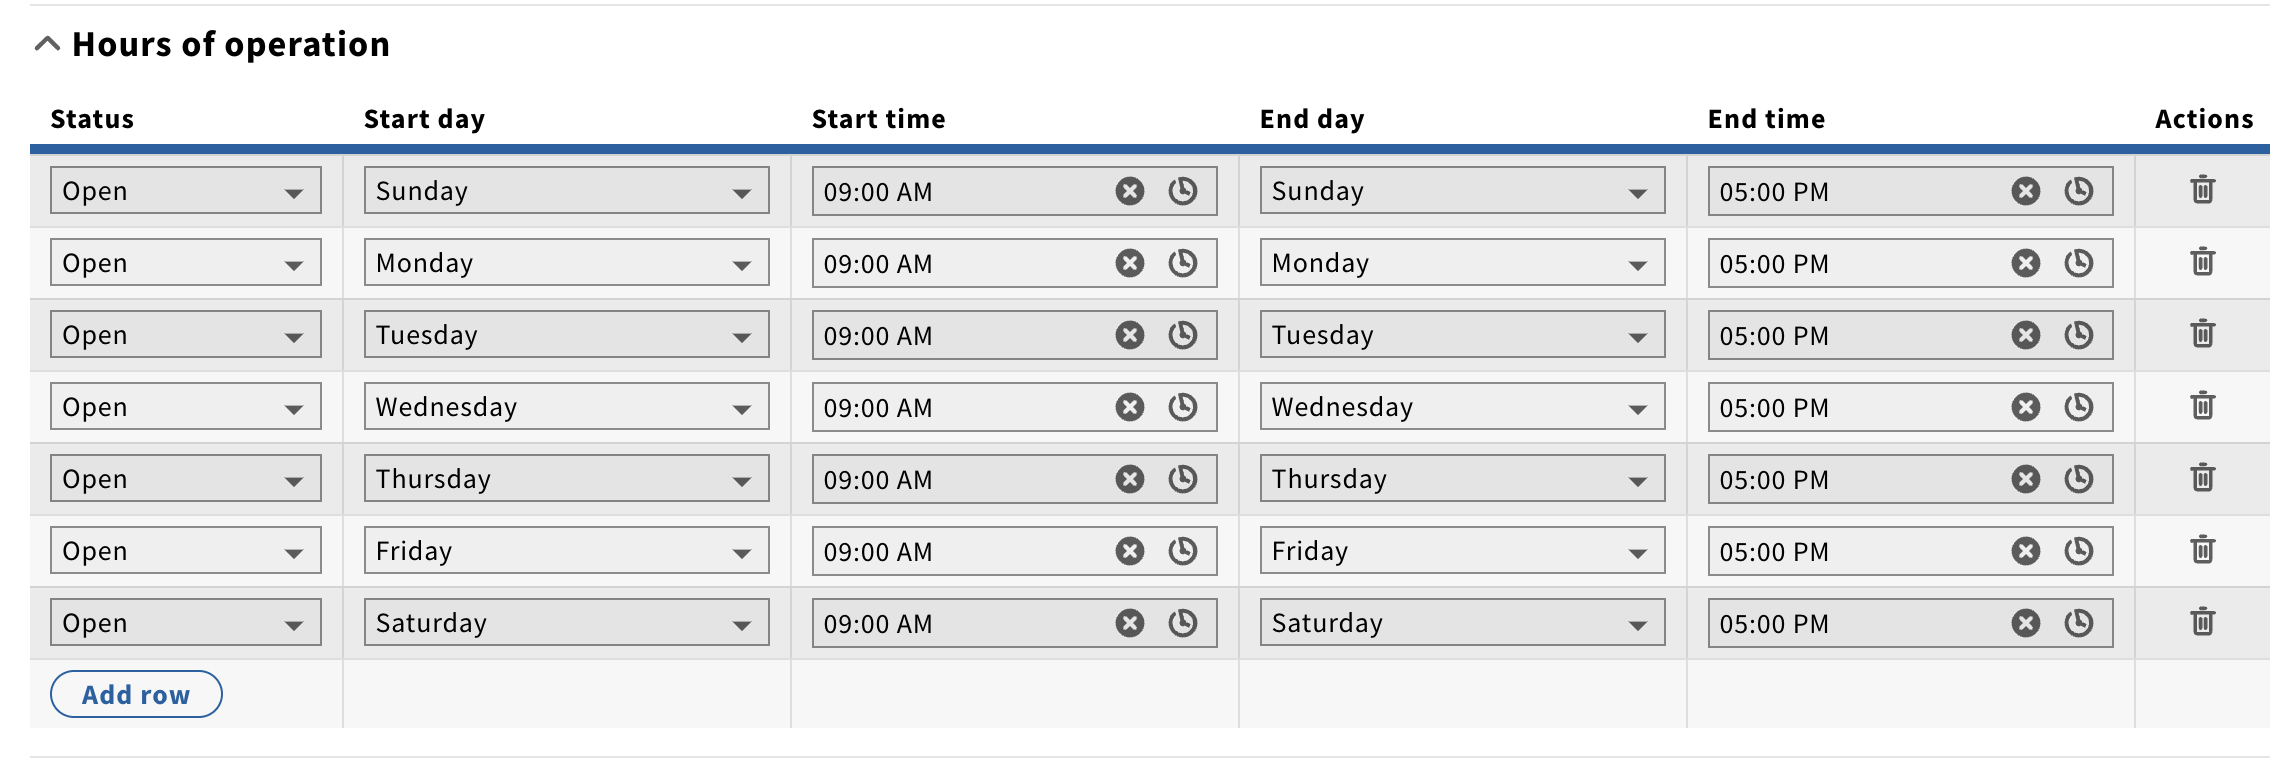 Hours of operation
Status Start day Start time End day End time Actions
Open Sunday 09:00 AM Sunday 05:00 PM
Open Monday 09:00 AM Monday 05:00 PM
Open Tuesday 09:00 AM Tuesday 05:00 PM
Open Wednesday 09:00 AM Wednesday 05:00 PM
Open Thursday 09:00 AM Thursday 05:00 PM
Open Friday 09:00 AM Friday 05:00 PM
Open Saturday 09:00 AM Saturday 05:00 PM
Add row